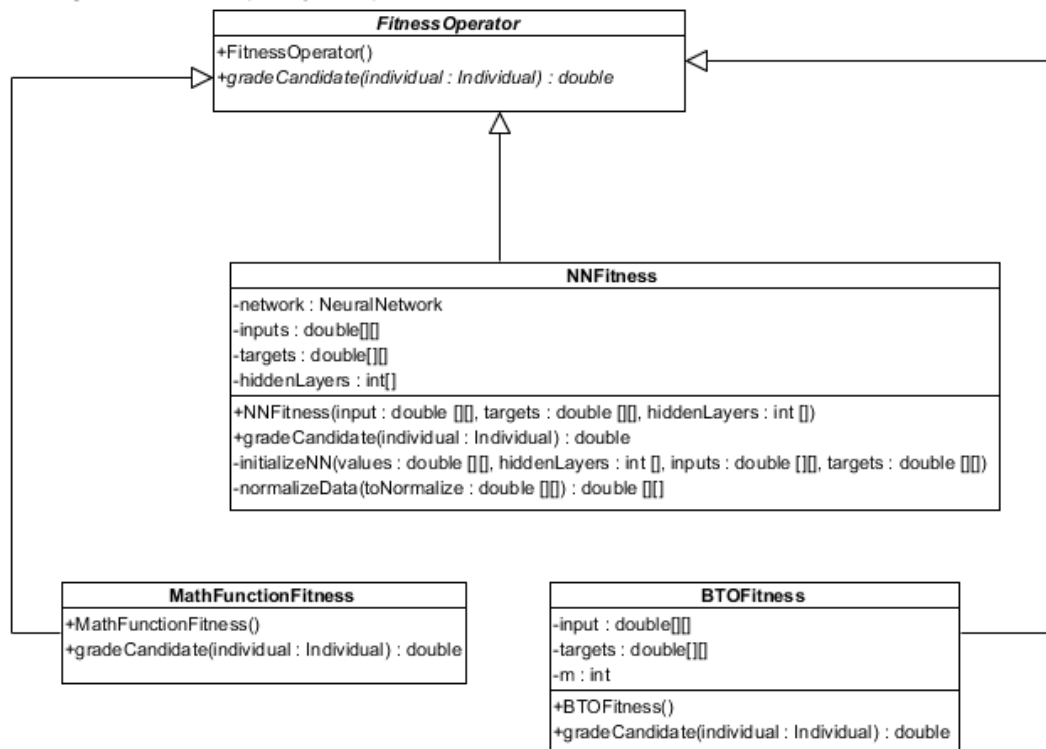 FitnessOperator
+FitnessOperator()
+gradeCandidate(individual : Individual) : double
NNFitness
-network : NeuralNetwork
-inputs : double[][]
-targets : double[][]
-hiddenLayers : int[]
+NNFitness(input : double [][], targets : double [][], hiddenLayers : int [])
+gradeCandidate(individual : Individual) : double
-initializeNN(values : double [][], hiddenLayers : int [], inputs : double [][], targets : double [][])
-normalizeData(toNormalize : double [][]) : double [][]
MathFunctionFitness
+MathFunctionFitness()
+gradeCandidate(individual : Individual) : double
BTOFitness
-input : double[][]
-targets : double[][]
-m : int
+BTOFitness()
+gradeCandidate(individual : Individual) : double